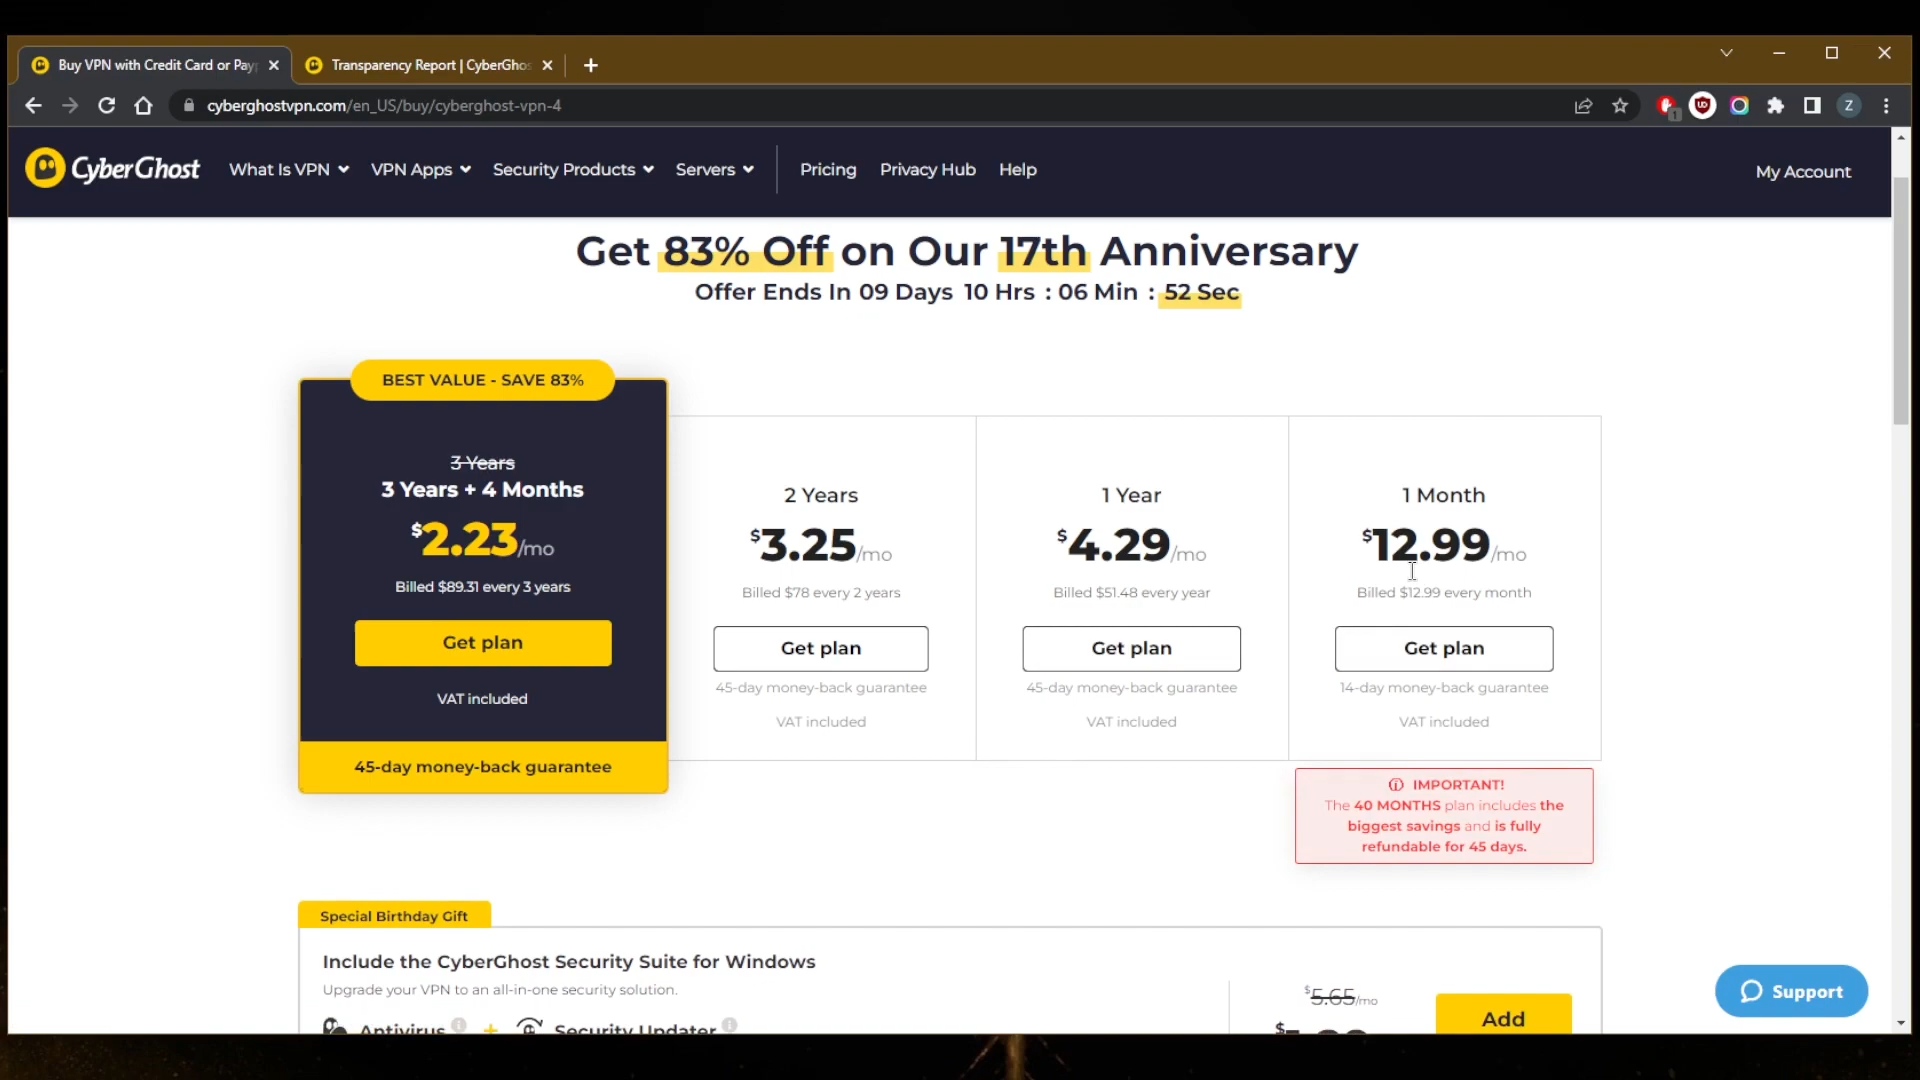 Buy VPN with Credit Card or Payp
Transparency Report | CyberGhos
cyberghostvpn.com/en_US/buy/cyberghost-vpn-4
1
Z
CyberGhost
What Is VPN
VPN Apps
Security Products
Servers
Pricing
Privacy Hub
Help
My Account
Get 83% Off on Our 17th Anniversary
Offer Ends In 09 Days 10 Hrs : 06 Min : 52 Sec
BEST VALUE - SAVE 83%
3 Years
3 Years + 4 Months
$2.23/mo
Billed $89.31 every 3 years
Get plan
VAT included
45-day money-back guarantee
2 Years
$3.25/mo
Billed $78 every 2 years
Get plan
45-day money-back guarantee
VAT included
1 Year
$4.29/mo
Billed $51.48 every year
Get plan
45-day money-back guarantee
VAT included
1 Month
$12.99/mo
Billed $12.99 every month
Get plan
14-day money-back guarantee
VAT included
IMPORTANT!
The 40 MONTHS plan includes the
biggest savings and is fully
refundable for 45 days.
Special Birthday Gift
Include the CyberGhost Security Suite for Windows
Upgrade your VPN to an all-in-one security solution.
Antivirus + Security Updater
$5.65/mo
Add
Support